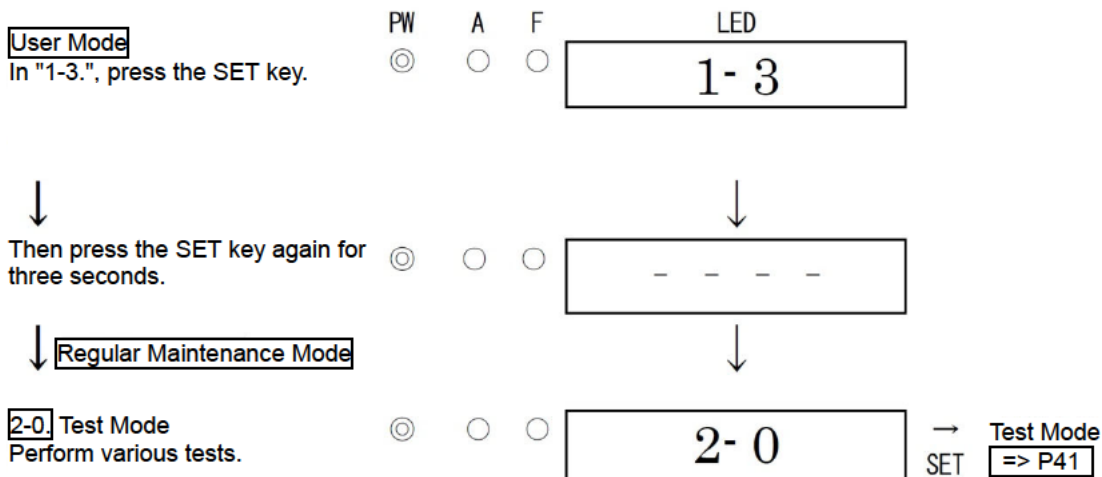 PW A F LED
User Mode
In "1-3.", press the SET key.
1- 3
Then press the SET key again for
three seconds.
- - - -
Regular Maintenance Mode
2-0. Test Mode
Perform various tests.
2- 0
→ Test Mode
SET => P41